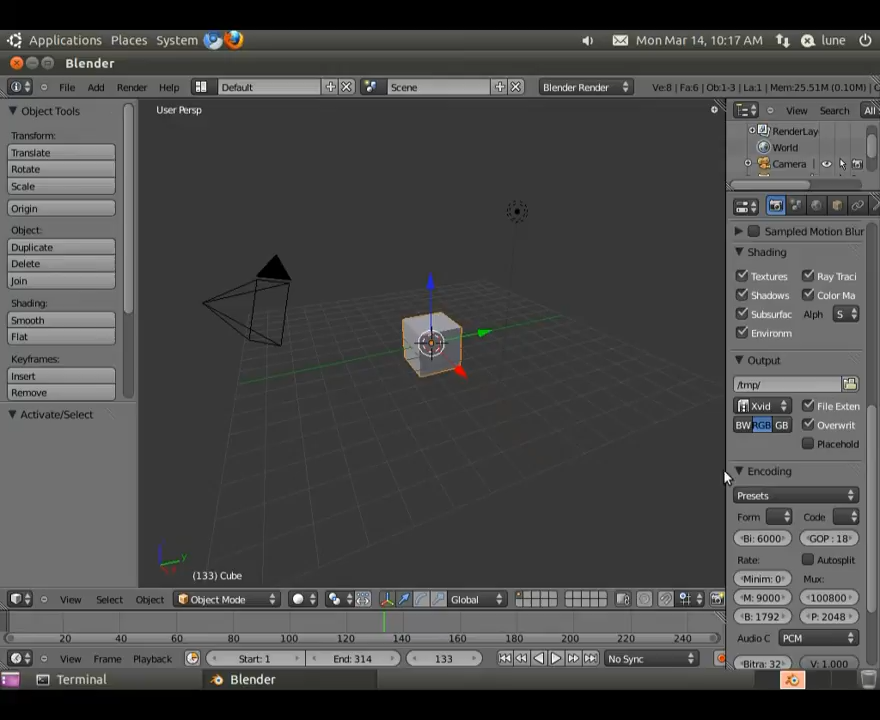 Applications Places System Mon Mar 14, 10:17 AM lune
Blender
File Add Render Help Default Scene Blender Render Ve:8 | Fa:6 | Ob:1-3 | La:1 | Mem:25.51M (0.10M) |
Object Tools
Transform:
Translate
Rotate
Scale
Origin
Object:
Duplicate
Delete
Join
Shading:
Smooth
Flat
Keyframes:
Insert
Remove
Activate/Select
User Persp
z y
(133) Cube
View Select Object Object Mode Global
20 40 60 80 100 120 140 160 180 200 220 240
View Frame Playback Start: 1 End: 314 133 No Sync
View Search All
RenderLay
World
Camera
Sampled Motion Blur
Shading
Textures Ray Traci
Shadows Color Ma
Subsurfac Alph S
Environm
Output
/tmp/
Xvid File Exten
BW RGB GB Overwrit
Placehold
Encoding
Presets
Form Code
Bi: 6000 GOP : 18
Rate: Autosplit
Minim: 0 Mux:
M: 9000 100800
B: 1792 P: 2048
Audio C PCM
Bitra: 32 V: 1.000
Terminal Blender